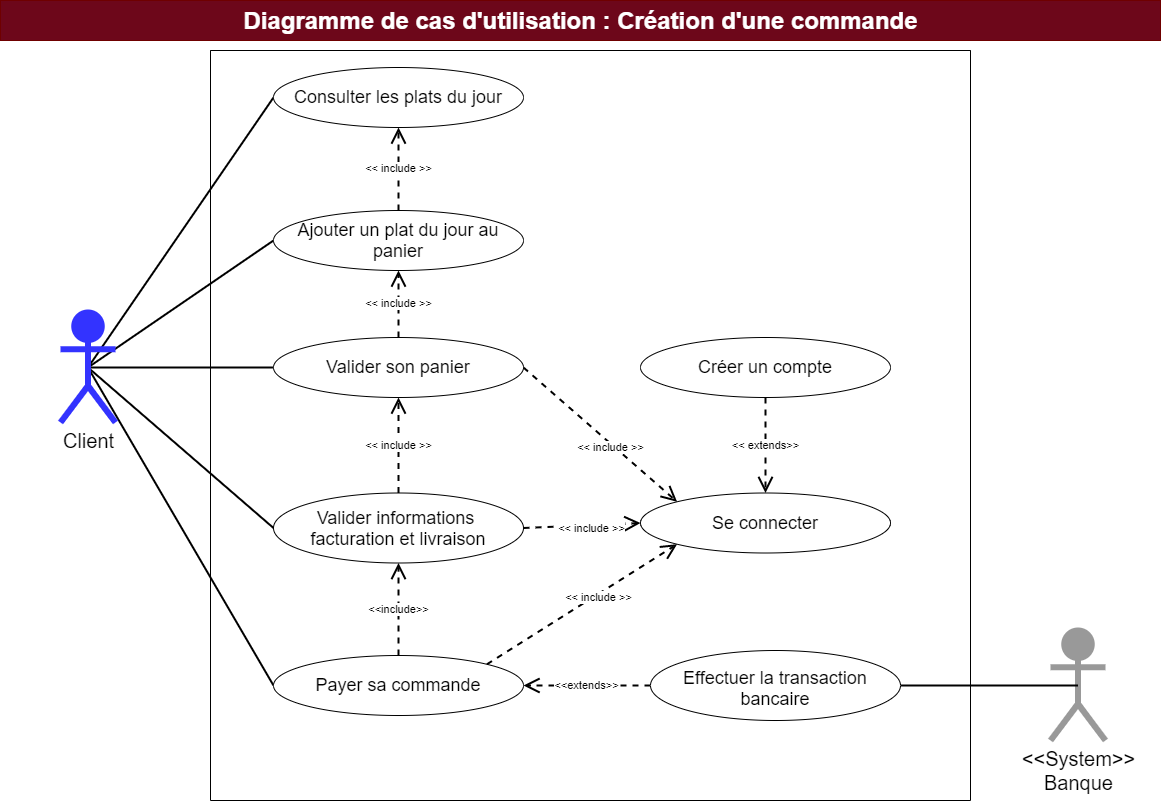 Diagramme de cas d'utilisation : Création d'une commande
Consulter les plats du jour
<< include >>
Ajouter un plat du jour au
panier
<< include >>
Valider son panier
Créer un compte
Client
<< include >>
<< include >>
<< extends>>
Valider informations
facturation et livraison
<< include >>
Se connecter
<<include>>
<< include >>
Payer sa commande
<<extends>>
Effectuer la transaction
bancaire
<<System>>
Banque